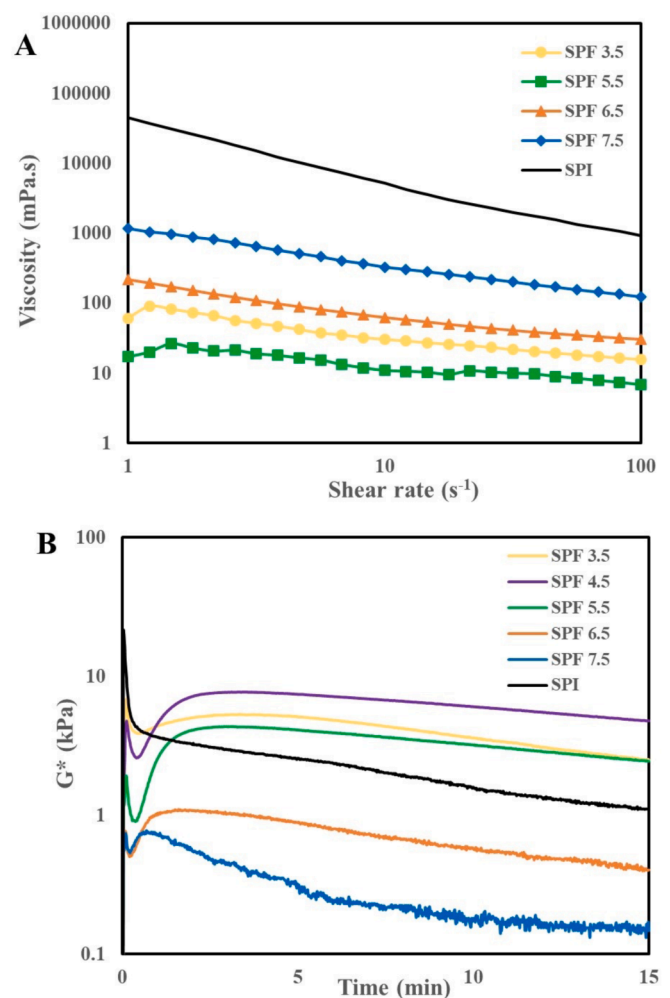 A
1000000
100000
10000
1000
100
10
1
Viscosity (mPa.s)
SPF 3.5
SPF 5.5
SPF 6.5
SPF 7.5
SPI
1 10 100
Shear rate (s⁻¹)
B
100
10
1
0.1
G* (kPa)
SPF 3.5
SPF 4.5
SPF 5.5
SPF 6.5
SPF 7.5
SPI
0 5 10 15
Time (min)